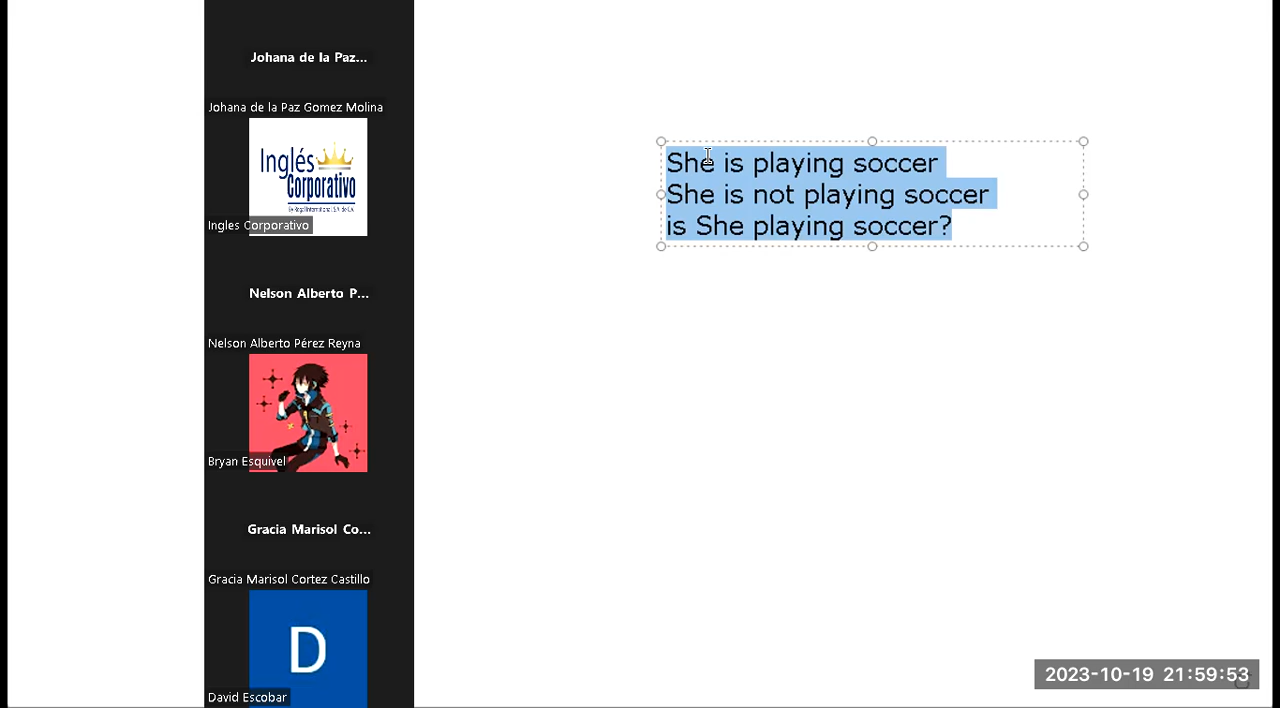 Johana de la Paz...
Johana de la Paz Gomez Molina
Inglés
Corporativo
Ingles Corporativo
Nelson Alberto P...
Nelson Alberto Pérez Reyna
Bryan Esquivel
Gracia Marisol Co...
Gracia Marisol Cortez Castillo
D
David Escobar
She is playing soccer
She is not playing soccer
is She playing soccer?
2023-10-19 21:59:53